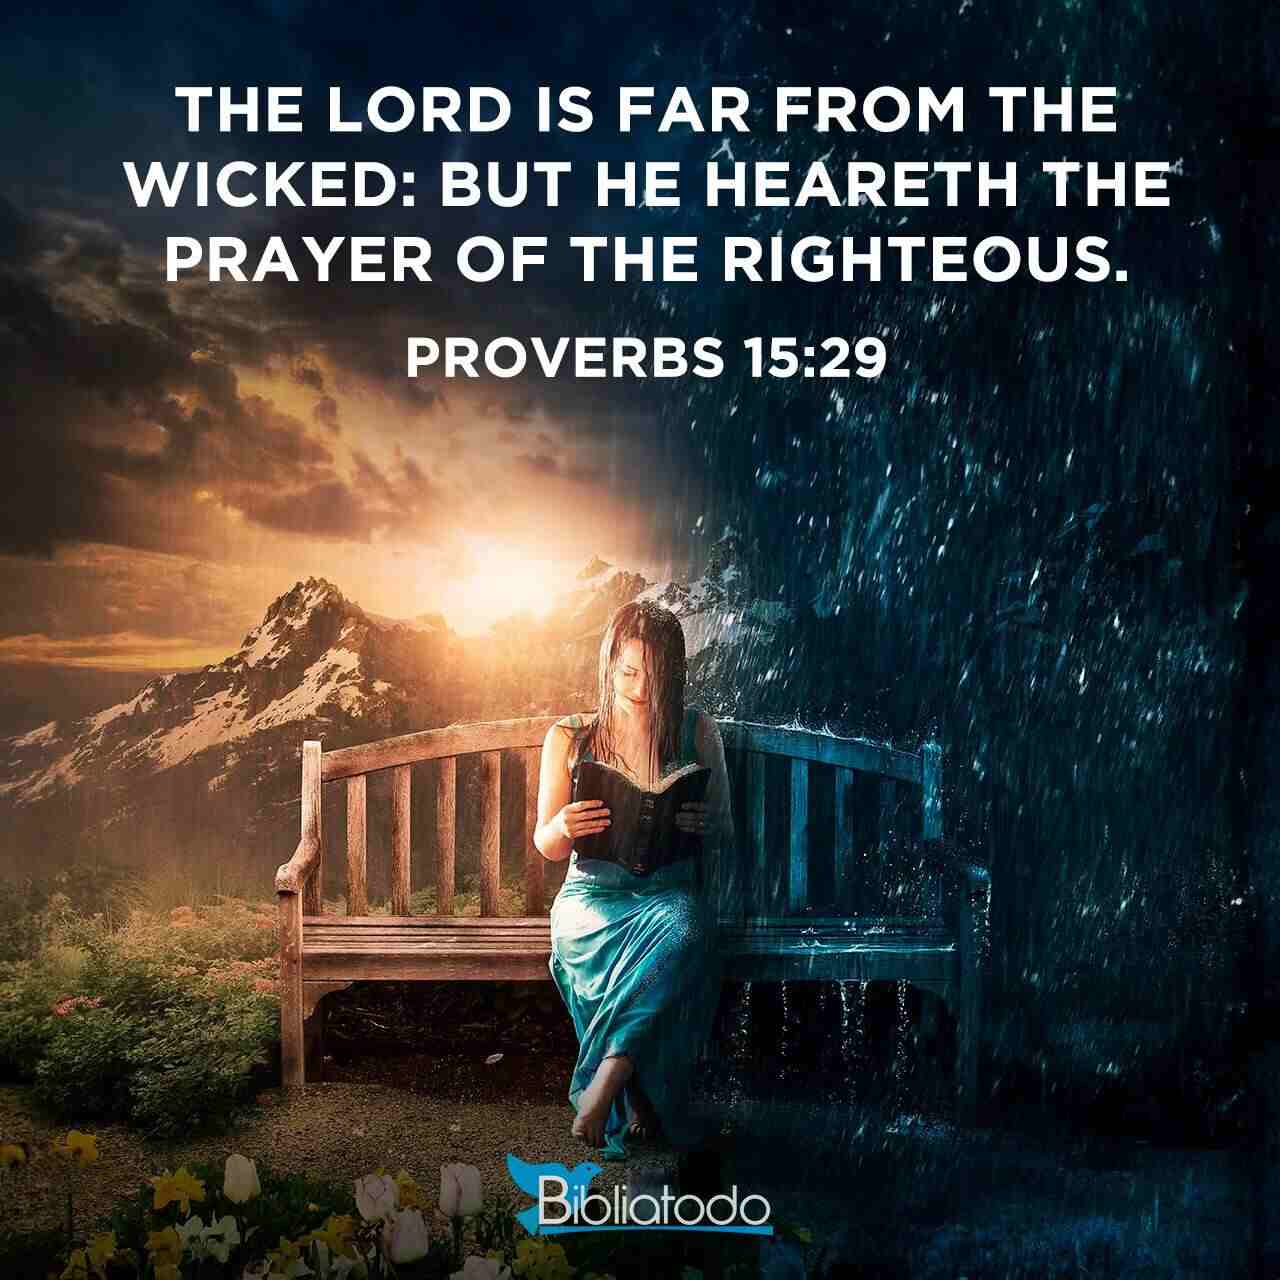 THE LORD IS FAR FROM THE
WICKED: BUT HE HEARETH THE
PRAYER OF THE RIGHTEOUS.
PROVERBS 15:29
Bibliatodo